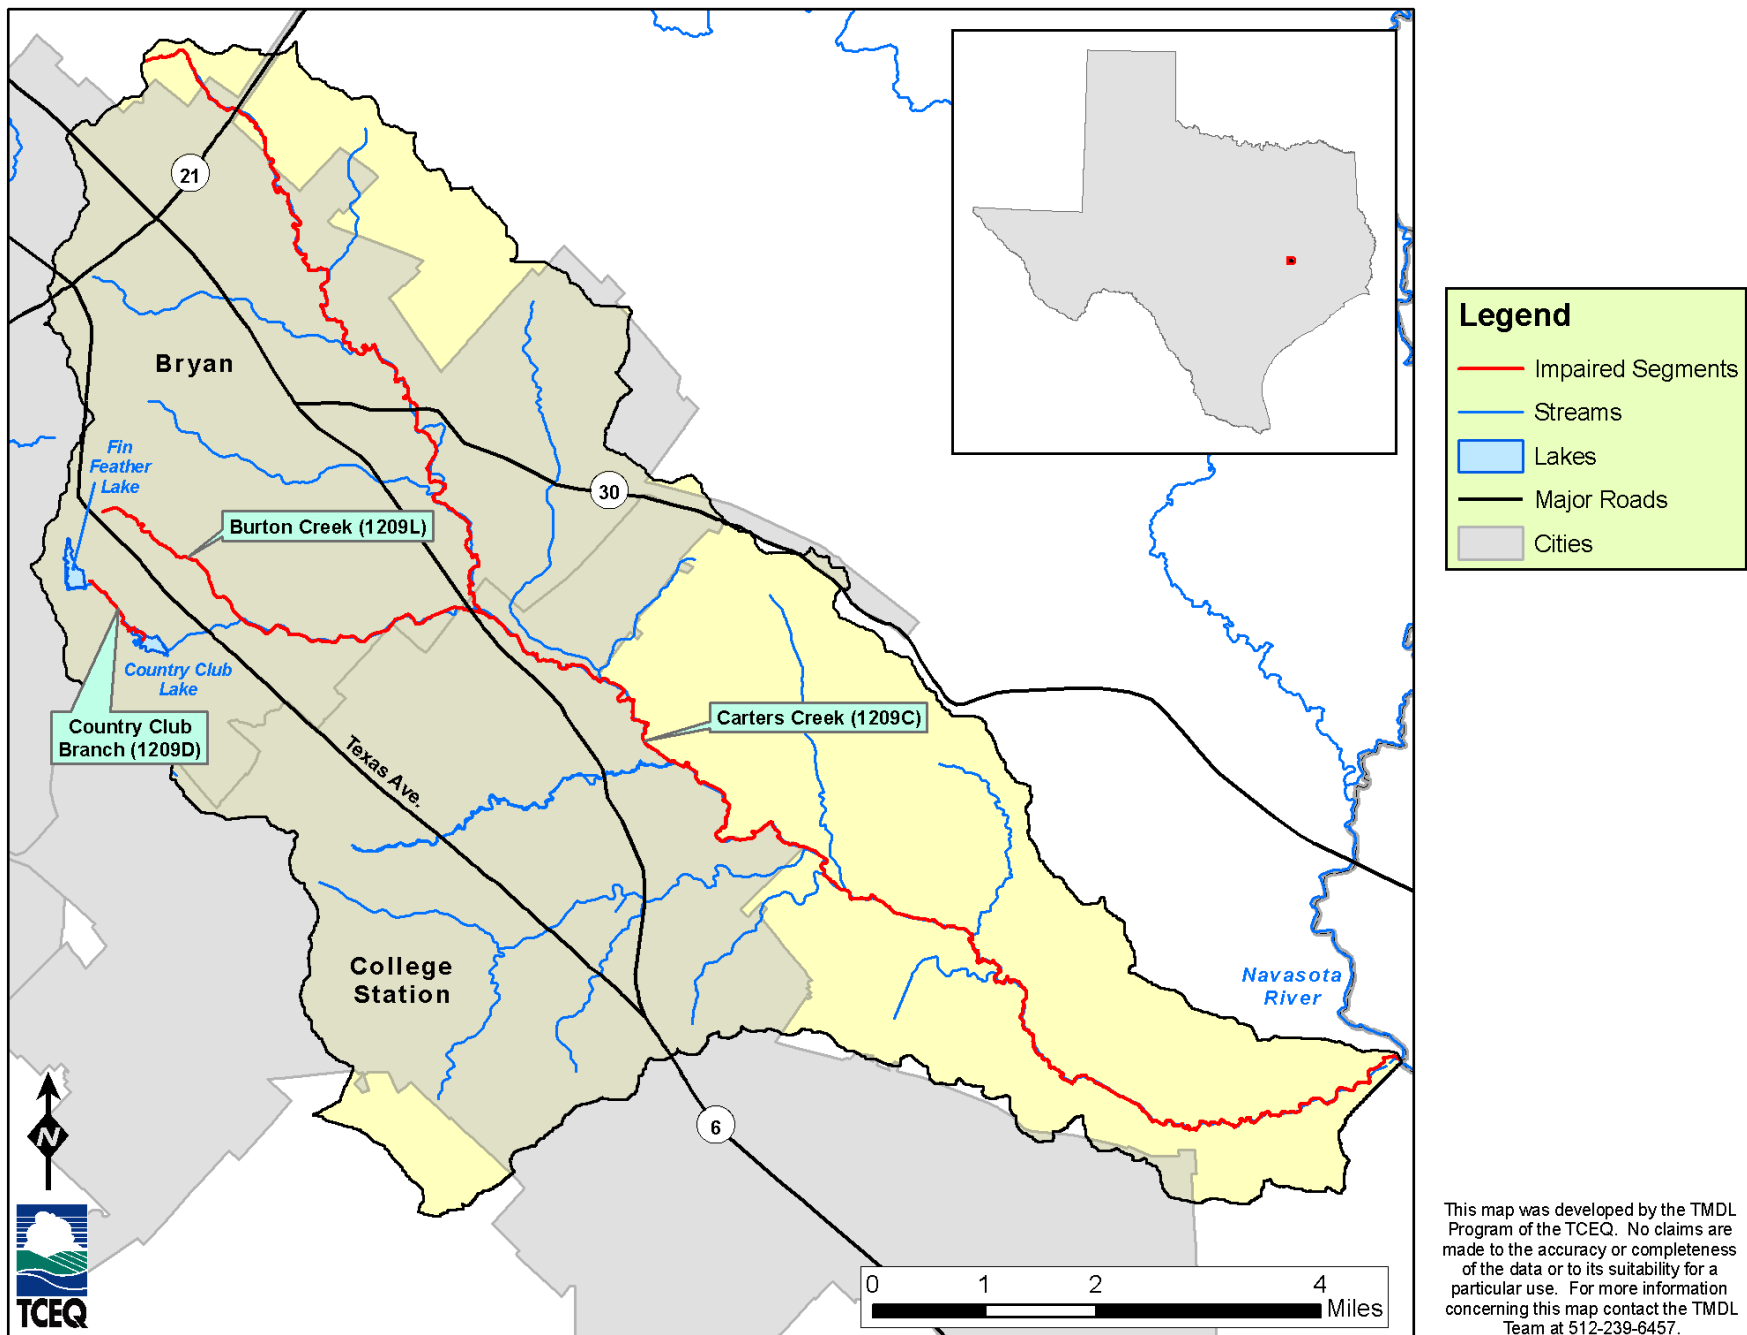 21
Bryan
Fin
Feather
Lake
30
Burton Creek (1209L)
Country Club
Lake
Country Club
Branch (1209D)
Carters Creek (1209C)
Texas Ave.
College
Station
Navasota
River
6
N
TCEQ
0 1 2 4
Miles
Legend
Impaired Segments
Streams
Lakes
Major Roads
Cities
This map was developed by the TMDL
Program of the TCEQ. No claims are
made to the accuracy or completeness
of the data or to its suitability for a
particular use. For more information
concerning this map contact the TMDL
Team at 512-239-6457.